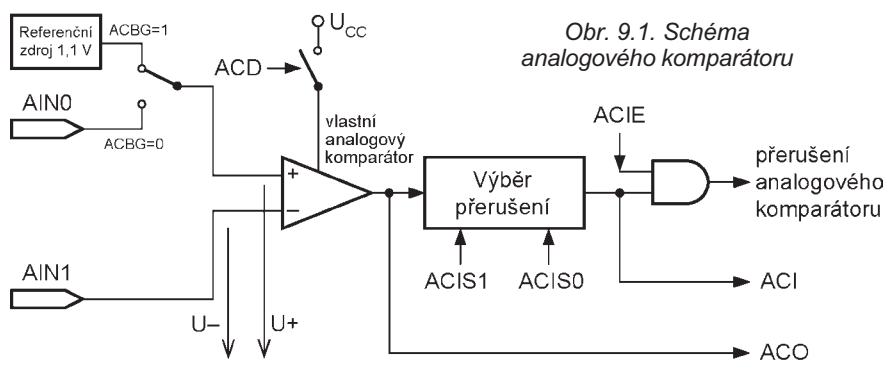 Referenční
zdroj 1,1 V
ACBG=1
UCC
Obr. 9.1. Schéma
analogového komparátoru
ACD
AIN0
ACBG=0
vlastní
analogový
komparátor
ACIE
+
−
Výběr
přerušení
přerušení
analogového
komparátoru
AIN1
ACIS1
ACIS0
ACI
U−
U+
ACO